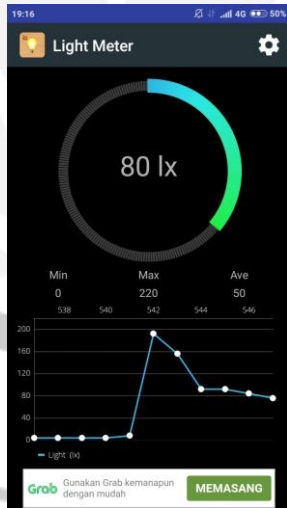 19:16 4G 50%
Light Meter
80 lx
Min Max Ave
0 220 50
538 540 542 544 546
200
160
120
80
40
0
Light (lx)
Grab Gunakan Grab kemanapun dengan mudah MEMASANG